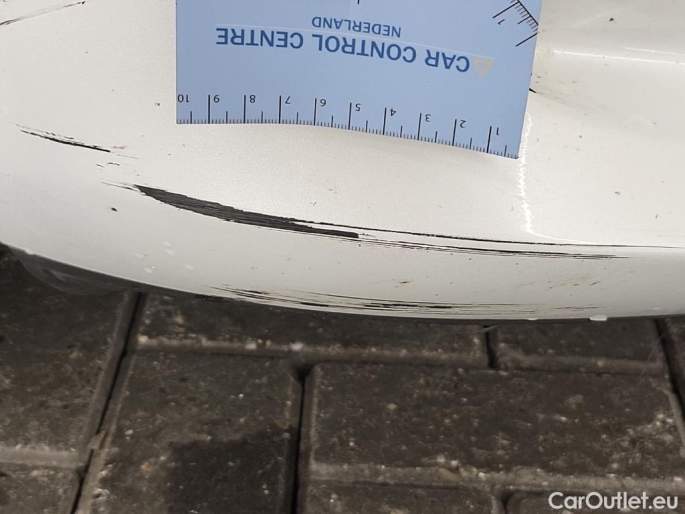 CAR CONTROL CENTRE
NEDERLAND
1 2 3 4 5 6 7 8 9 10
CarOutlet.eu